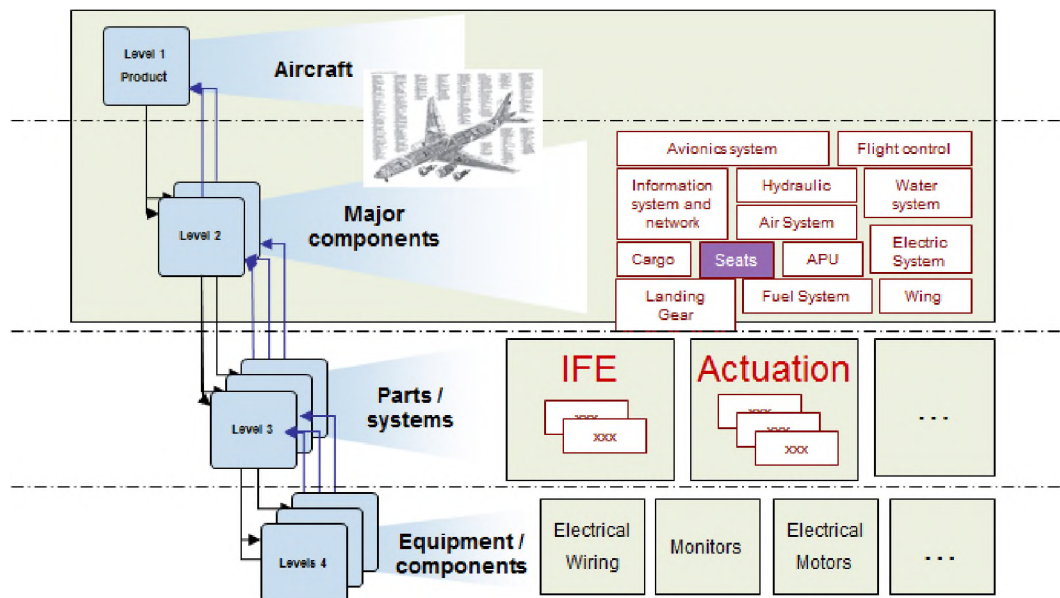 Level 1
Product
Aircraft
Avionics system
Flight control
Information
system and
network
Hydraulic
Water
system
Air System
Level 2
Major
components
Cargo
Seats
APU
Electric
System
Landing
Gear
Fuel System
Wing
IFE
Actuation
Parts /
systems
Level 3
xxx
xxx
xxx
xxx
...
Equipment /
components
Levels 4
Electrical
Wiring
Monitors
Electrical
Motors
...